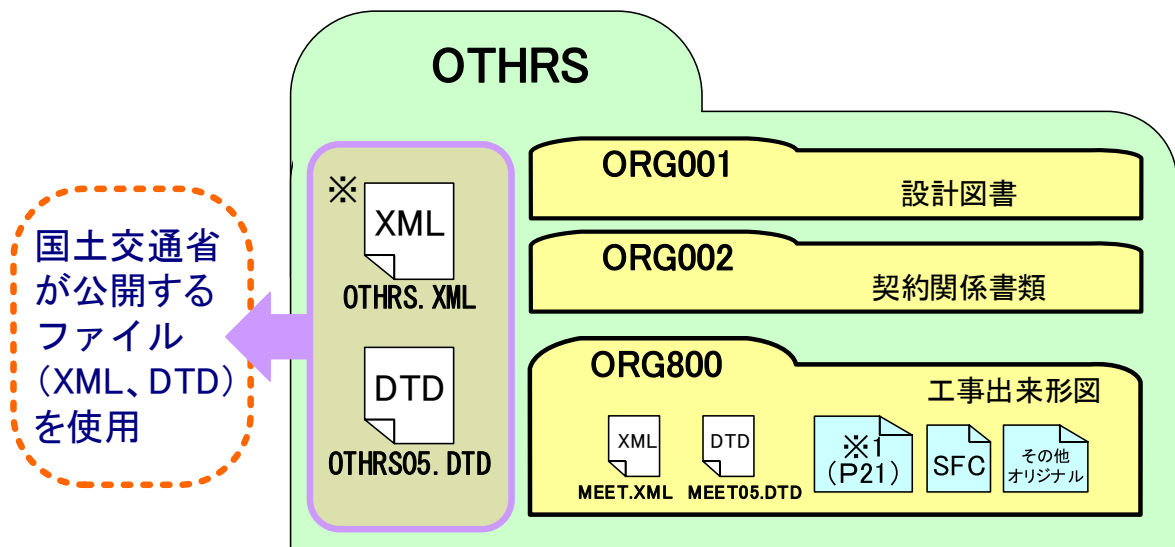 OTHRS
国土交通省
が公開する
ファイル
(XML、DTD)
を使用
※
XML
OTHRS.XML
DTD
OTHRS05.DTD
ORG001
設計図書
ORG002
契約関係書類
ORG800
工事出来形図
XML
MEET.XML
DTD
MEET05.DTD
※1
(P21)
SFC
その他
オリジナル